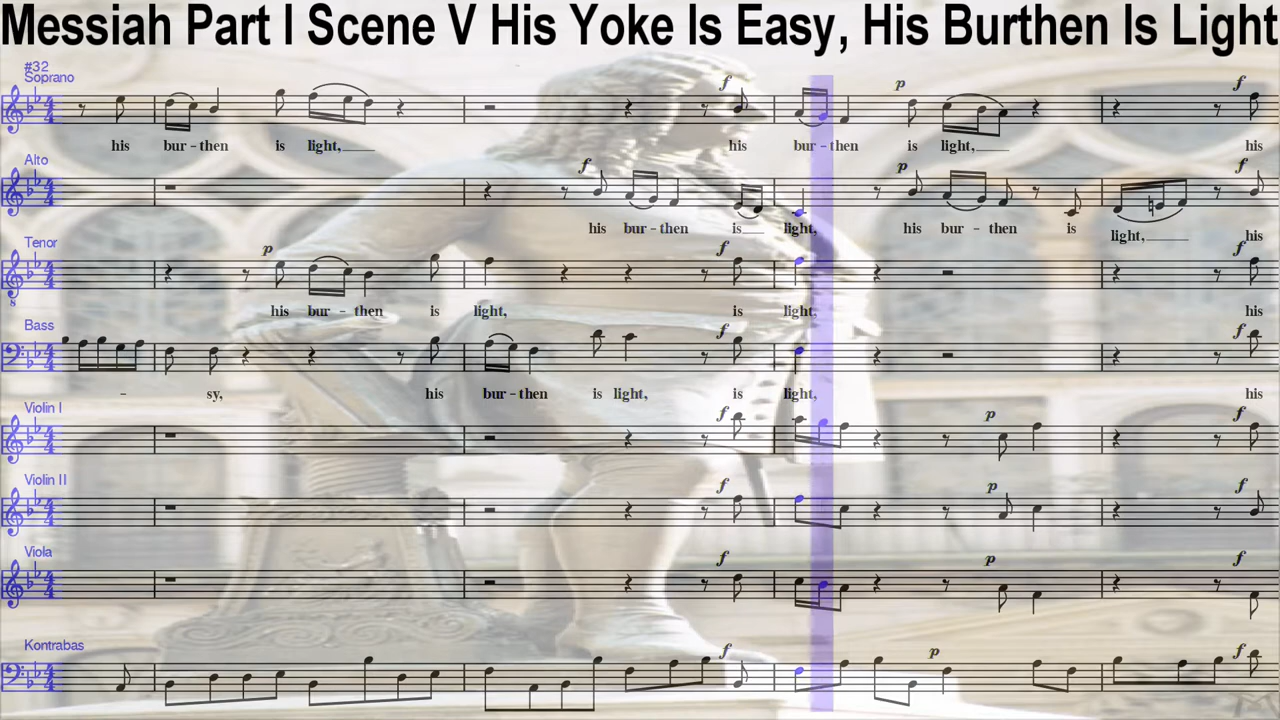 Messiah Part I Scene V His Yoke Is Easy, His Burthen Is Light
#32
Soprano
f p f
his bur - then is light, his bur - then is light, his
Alto
f p f
his bur - then is light, his bur - then is light, his
Tenor
p f f
8
his bur - then is light, is light, his
Bass
f f
- sy, his bur - then is light, is light, his
Violin I
f p f
Violin II
f p f
Viola
f p f
Kontrabas
f p f